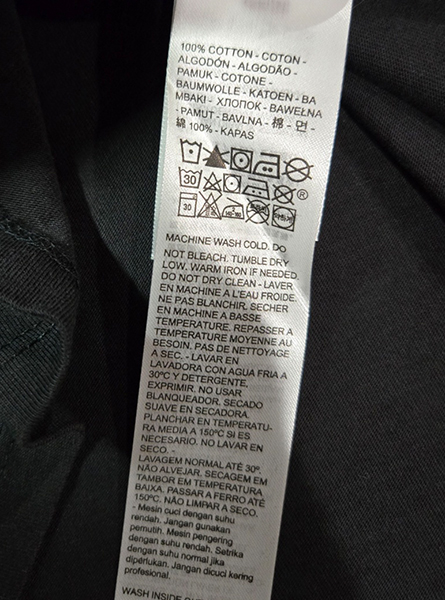 100% COTTON - COTON -
ALGODÓN - ALGODÃO -
PAMUK - COTONE -
BAUMWOLLE - KATOEN - BA
MBAKI - ХЛОПОК - BAWEŁNA
- PAMUT - BAVLNA - 棉 - 면 -
綿 100% - KAPAS
30
®
30
MACHINE WASH COLD. DO
NOT BLEACH. TUMBLE DRY
LOW. WARM IRON IF NEEDED.
DO NOT DRY CLEAN - LAVER
EN MACHINE A L'EAU FROIDE.
NE PAS BLANCHIR. SECHER
EN MACHINE A BASSE
TEMPERATURE. REPASSER A
TEMPERATURE MOYENNE AU
BESOIN. PAS DE NETTOYAGE
A SEC. - LAVAR EN
LAVADORA CON AGUA FRIA A
30ºC Y DETERGENTE,
EXPRIMIR. NO USAR
BLANQUEADOR. SECADO
SUAVE EN SECADORA.
PLANCHAR EN TEMPERATU-
RA MEDIA A 150ºC SI ES
NECESARIO. NO LAVAR EN
SECO. -
LAVAGEM NORMAL ATÉ 30º.
NÃO ALVEJAR. SECAGEM EM
TAMBOR EM TEMPERATURA
BAIXA. PASSAR A FERRO ATÉ
150ºC. NÃO LIMPAR A SECO.
- Mesin cuci dengan suhu
rendah. Jangan gunakan
pemutih. Mesin pengering
dengan suhu rendah. Setrika
dengan suhu normal jika
diperlukan. Jangan dicuci kering
profesional.
WASH INSIDE